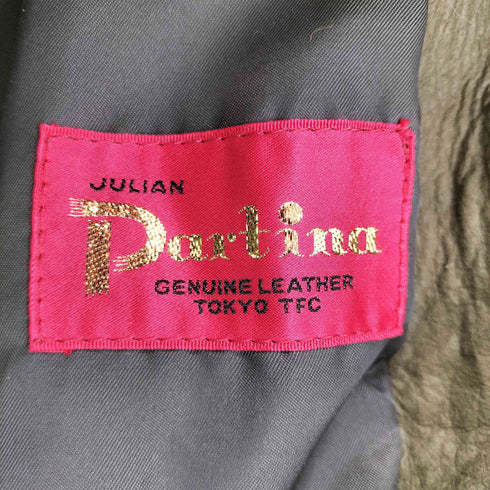 JULIAN
Partina
GENUINE LEATHER
TOKYO TFC